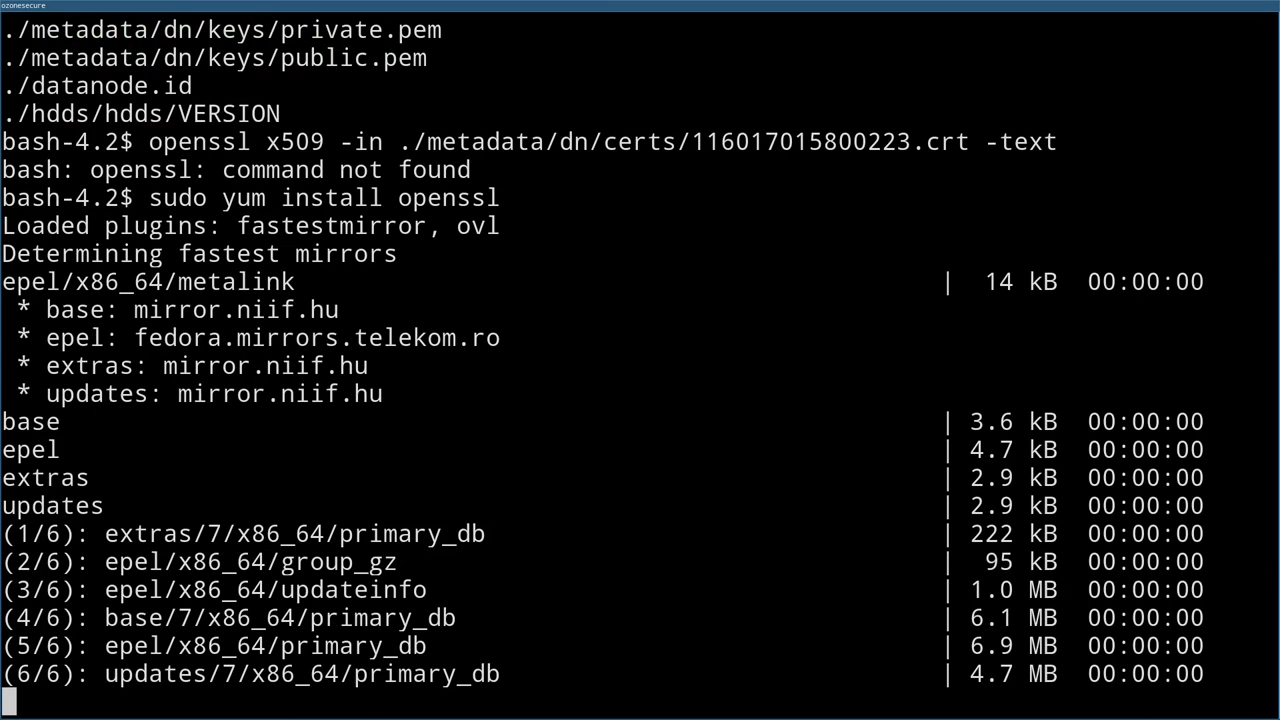 ozonesecure
./metadata/dn/keys/private.pem
./metadata/dn/keys/public.pem
./datanode.id
./hdds/hdds/VERSION
bash-4.2$ openssl x509 -in ./metadata/dn/certs/116017015800223.crt -text
bash: openssl: command not found
bash-4.2$ sudo yum install openssl
Loaded plugins: fastestmirror, ovl
Determining fastest mirrors
epel/x86_64/metalink | 14 kB 00:00:00
* base: mirror.niif.hu
* epel: fedora.mirrors.telekom.ro
* extras: mirror.niif.hu
* updates: mirror.niif.hu
base | 3.6 kB 00:00:00
epel | 4.7 kB 00:00:00
extras | 2.9 kB 00:00:00
updates | 2.9 kB 00:00:00
(1/6): extras/7/x86_64/primary_db | 222 kB 00:00:00
(2/6): epel/x86_64/group_gz | 95 kB 00:00:00
(3/6): epel/x86_64/updateinfo | 1.0 MB 00:00:00
(4/6): base/7/x86_64/primary_db | 6.1 MB 00:00:00
(5/6): epel/x86_64/primary_db | 6.9 MB 00:00:00
(6/6): updates/7/x86_64/primary_db | 4.7 MB 00:00:00